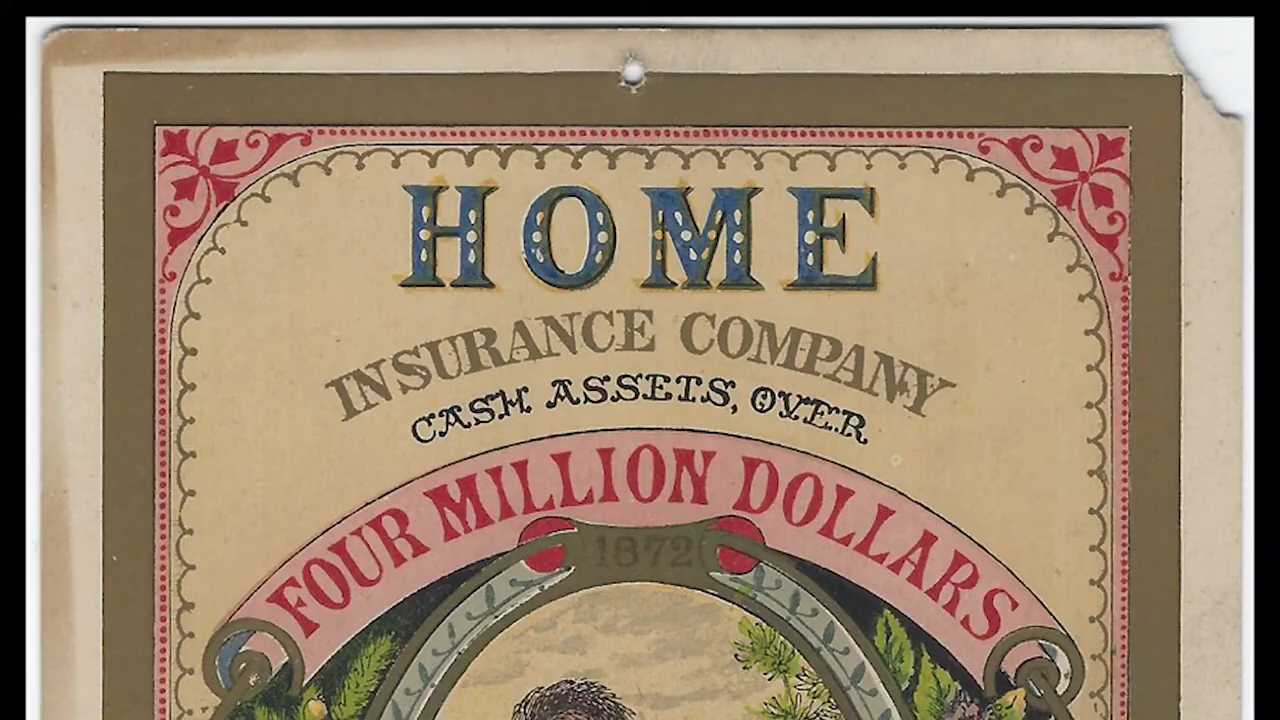 HOME
INSURANCE COMPANY
CASH ASSETS, OVER
FOUR MILLION DOLLARS
1872